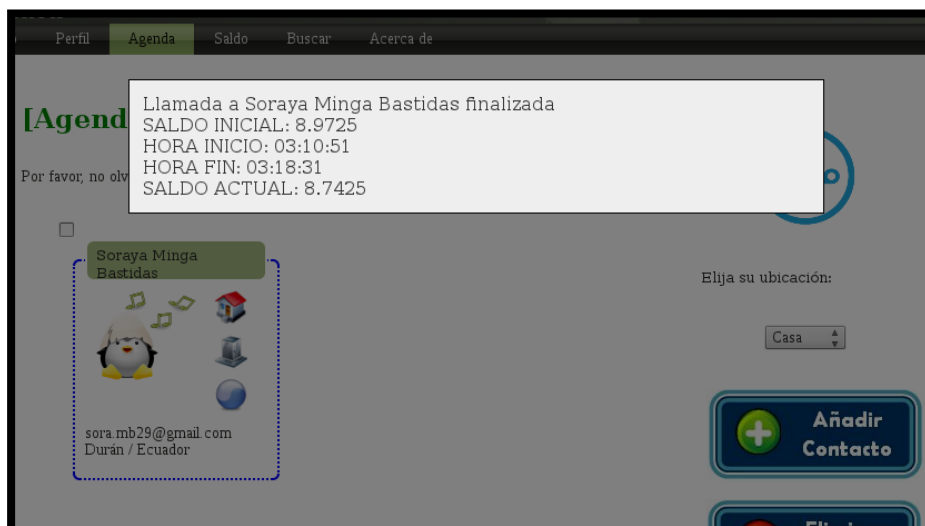 Perfil Agenda Saldo Buscar Acerca de
Llamada a Soraya Minga Bastidas finalizada
SALDO INICIAL: 8.9725
HORA INICIO: 03:10:51
HORA FIN: 03:18:31
SALDO ACTUAL: 8.7425
[Agend
Por favor, no olv
Soraya Minga
Bastidas
sora.mb29@gmail.com
Durán / Ecuador
Elija su ubicación:
Casa
Añadir
Contacto